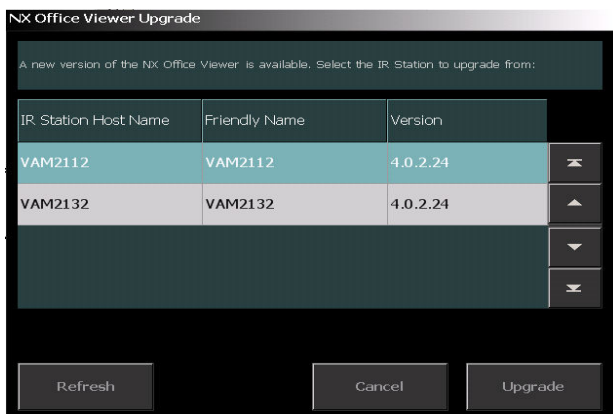 NX Office Viewer Upgrade
A new version of the NX Office Viewer is available. Select the IR Station to upgrade from:
IR Station Host Name Friendly Name Version
VAM2112 VAM2112 4.0.2.24
VAM2132 VAM2132 4.0.2.24
Refresh Cancel Upgrade